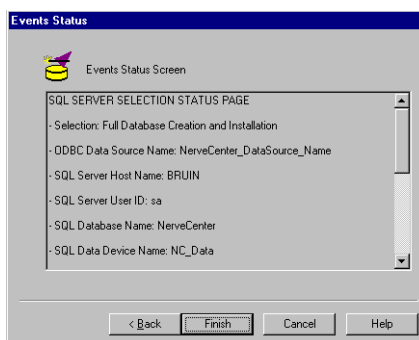 Events Status
Events Status Screen
SQL SERVER SELECTION STATUS PAGE
- Selection: Full Database Creation and Installation
- ODBC Data Source Name: NerveCenter_DataSource_Name
- SQL Server Host Name: BRUIN
- SQL Server User ID: sa
- SQL Database Name: NerveCenter
- SQL Data Device Name: NC_Data
< Back
Finish
Cancel
Help